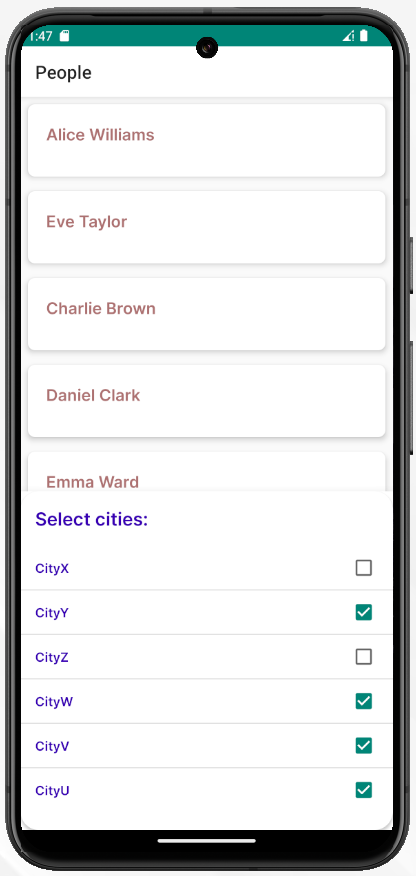 1:47
People
Alice Williams
Eve Taylor
Charlie Brown
Daniel Clark
Emma Ward
Select cities:
CityX
CityY
CityZ
CityW
CityV
CityU